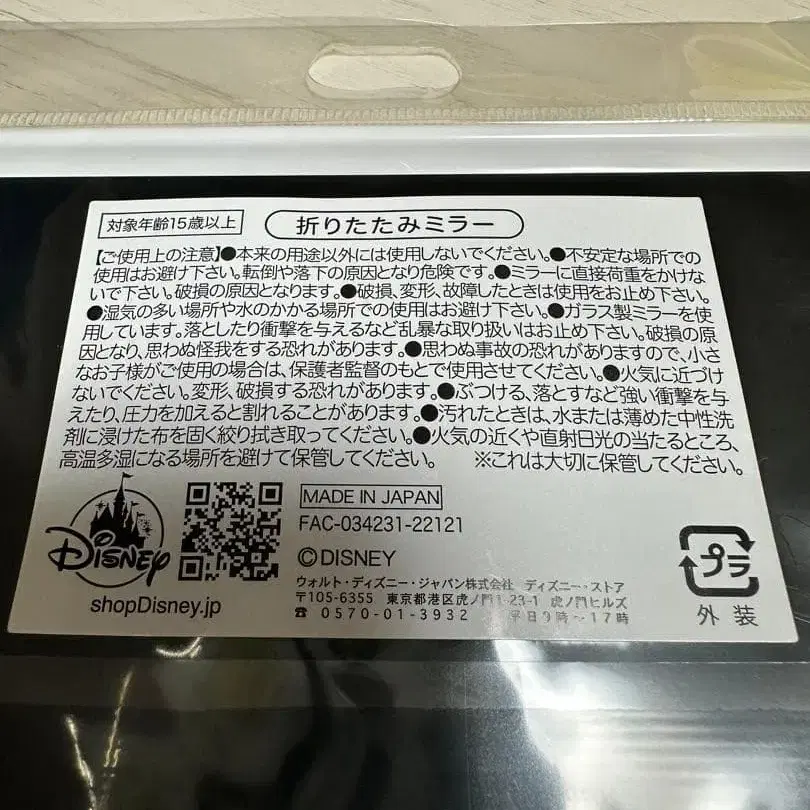 対象年齢15歳以上
折りたたみミラー
【ご使用上の注意】●本来の用途以外には使用しないでください。●不安定な場所での
使用はお避け下さい。転倒や落下の原因となり危険です。●ミラーに直接荷重をかけな
いで下さい。破損の原因となります。●破損、変形、故障したときは使用をお止め下さい。
●湿気の多い場所や水のかかる場所での使用はお避け下さい。●ガラス製ミラーを使
用しています。落としたり衝撃を与えるなど乱暴な取り扱いはお止め下さい。破損の原
因となり、思わぬ怪我をする恐れがあります。●思わぬ事故の恐れがありますので、小さ
なお子様がご使用の場合は、保護者監督のもとで使用させてください。●火気に近づけ
ないでください。変形、破損する恐れがあります。●ぶつける、落とすなど強い衝撃を与
えたり、圧力を加えると割れることがあります。●汚れたときは、水または薄めた中性洗
剤に浸けた布を固く絞り拭き取ってください。●火気の近くや直射日光の当たるところ、
高温多湿になる場所を避けて保管してください。 ※これは大切に保管してください。
DISNEY
shopDisney.jp
MADE IN JAPAN
FAC-034231-22121
©DISNEY
ウォルト・ディズニー・ジャパン株式会社 ディズニー・ストア
〒105-6355 東京都港区虎ノ門1-23-1 虎ノ門ヒルズ
☎ 0570-01-3932 平日9時〜17時
プラ
外装